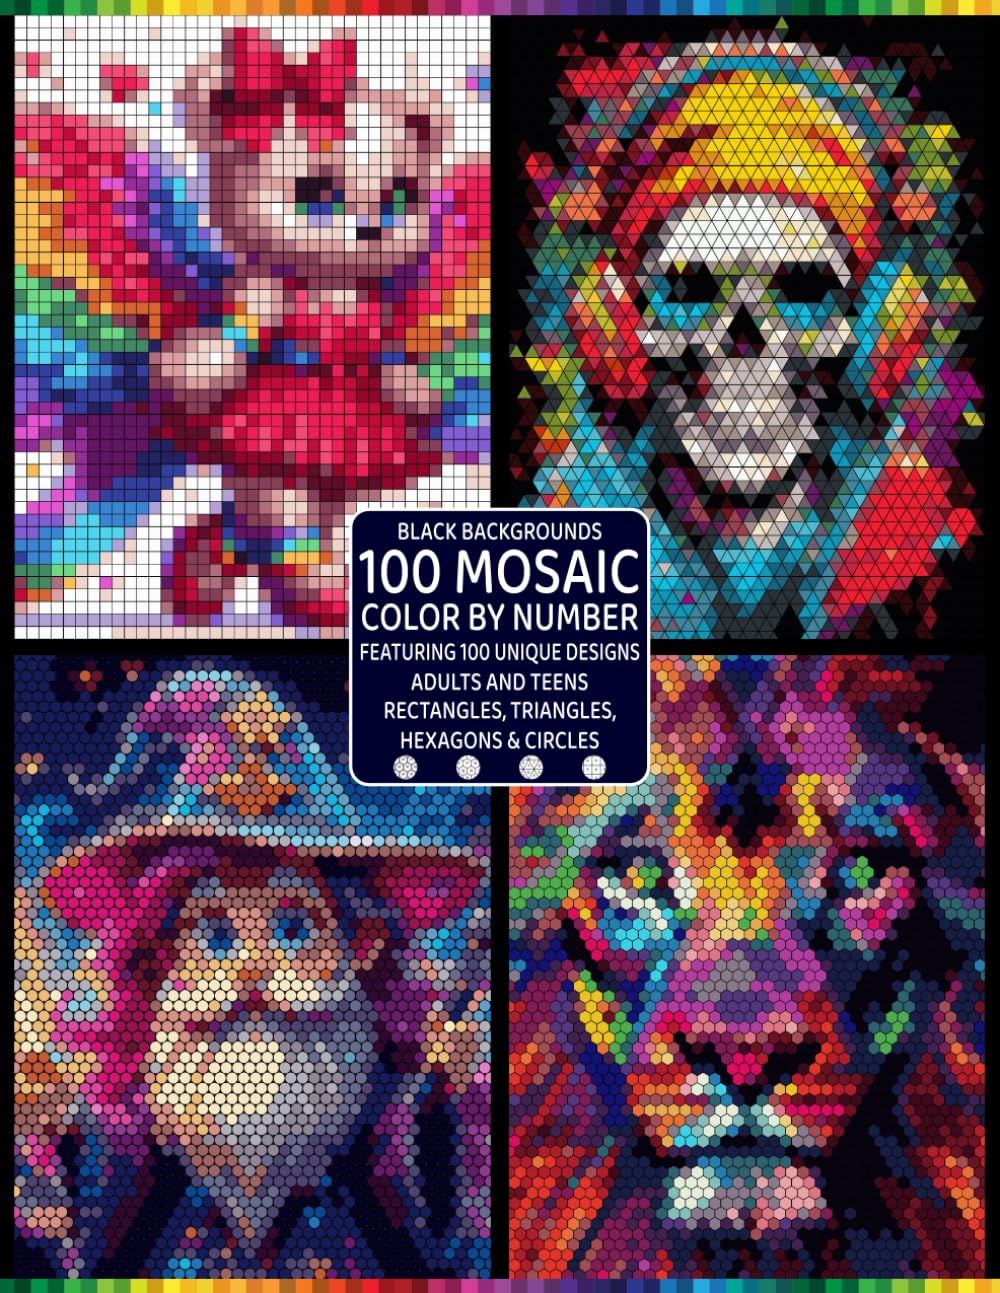 BLACK BACKGROUNDS
100 MOSAIC
COLOR BY NUMBER
FEATURING 100 UNIQUE DESIGNS
ADULTS AND TEENS
RECTANGLES, TRIANGLES,
HEXAGONS & CIRCLES